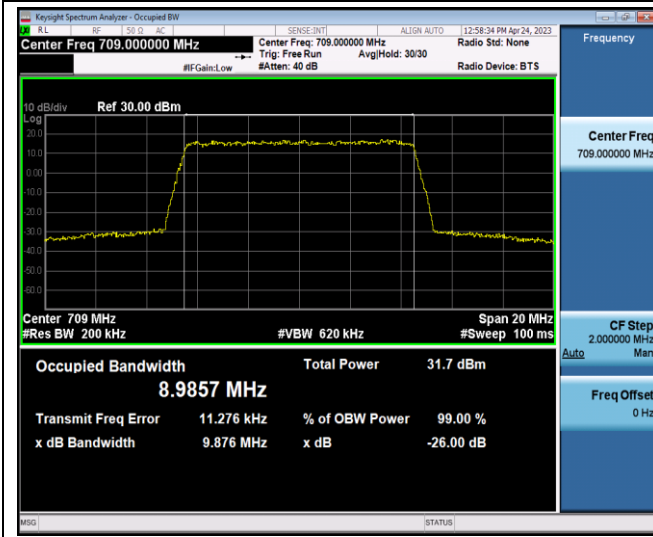 Keysight Spectrum Analyzer - Occupied BW
RL RF 50 Ω AC SENSE:INT ALIGN AUTO 12:58:34 PM Apr 24, 2023
Center Freq 709.000000 MHz
Center Freq: 709.000000 MHz Radio Std: None
Trig: Free Run Avg|Hold: 30/30
#IFGain:Low #Atten: 40 dB Radio Device: BTS
Frequency
10 dB/div Ref 30.00 dBm
Log
20.0
10.0
0.00
-10.0
-20.0
-30.0
-40.0
-50.0
-60.0
Center 709 MHz Span 20 MHz
#Res BW 200 kHz #VBW 620 kHz #Sweep 100 ms
Occupied Bandwidth Total Power 31.7 dBm
8.9857 MHz
Transmit Freq Error 11.276 kHz % of OBW Power 99.00 %
x dB Bandwidth 9.876 MHz x dB -26.00 dB
Center Freq
709.000000 MHz
CF Step
2.000000 MHz
Auto Man
Freq Offset
0 Hz
MSG STATUS